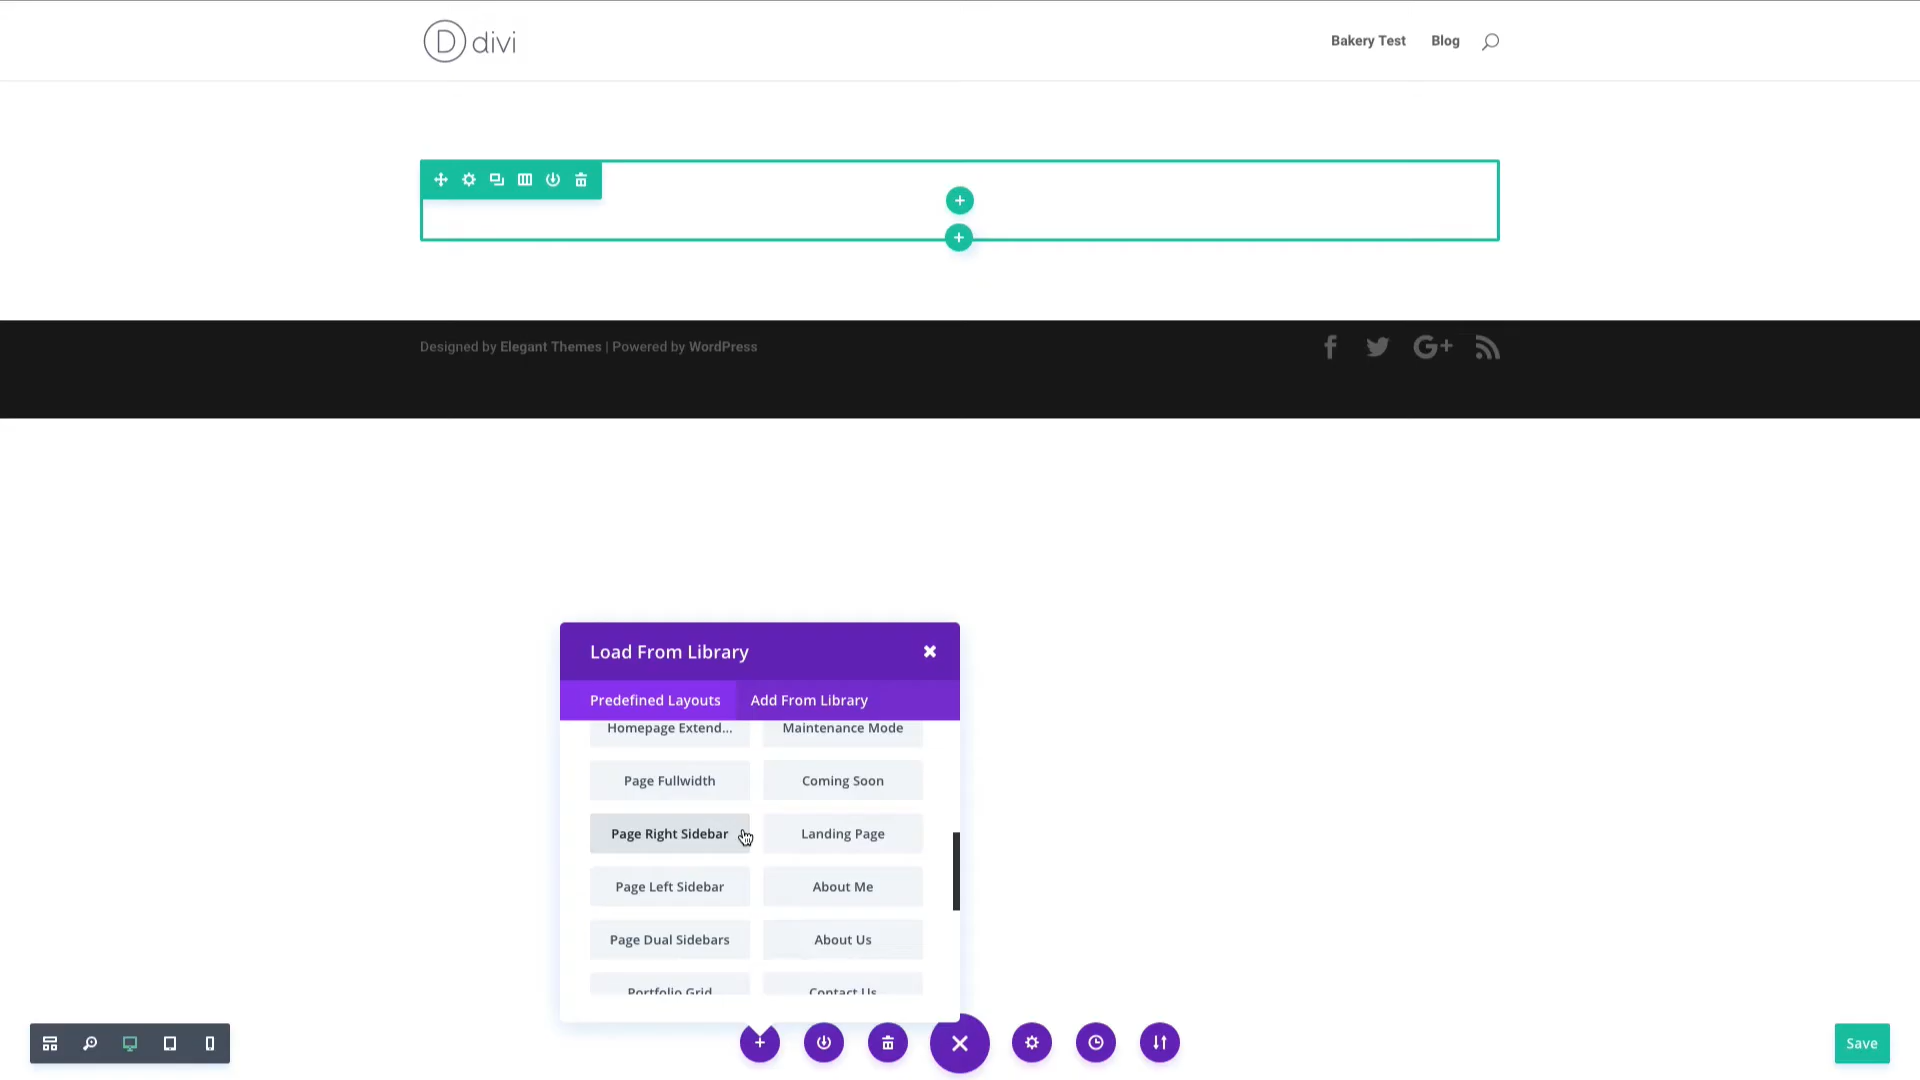 D divi
Bakery Test
Blog
Designed by Elegant Themes | Powered by WordPress
G+
Load From Library
Predefined Layouts
Add From Library
Homepage Extend...
Maintenance Mode
Page Fullwidth
Coming Soon
Page Right Sidebar
Landing Page
Page Left Sidebar
About Me
Page Dual Sidebars
About Us
Portfolio Grid
Contact Us
Save